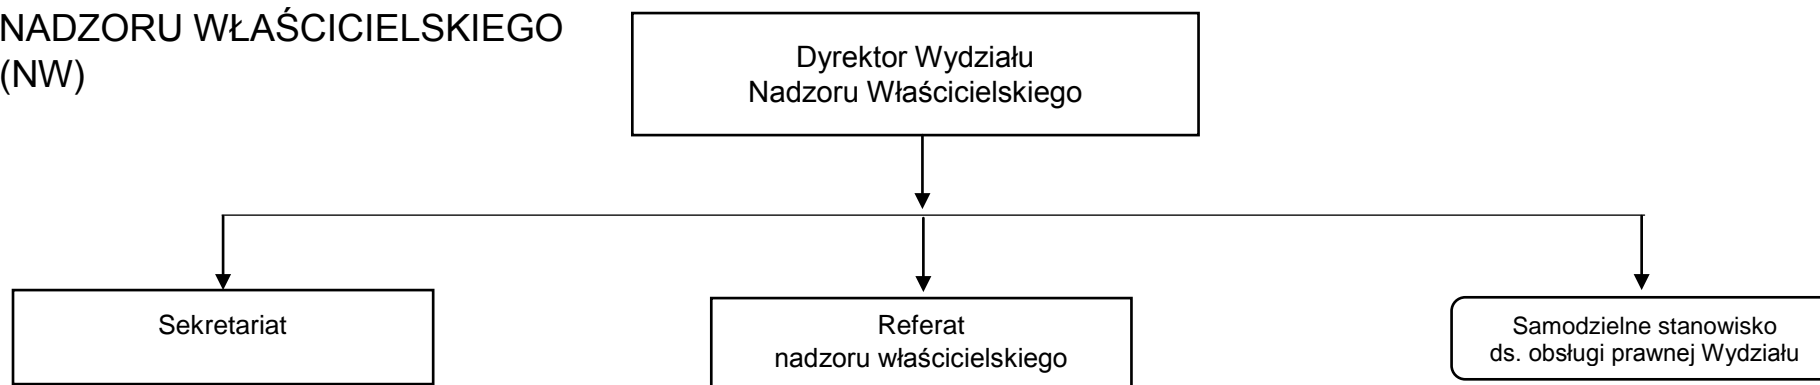 NADZORU WŁAŚCICIELSKIEGO
(NW)
Dyrektor Wydziału
Nadzoru Właścicielskiego
Sekretariat
Referat
nadzoru właścicielskiego
Samodzielne stanowisko
ds. obsługi prawnej Wydziału